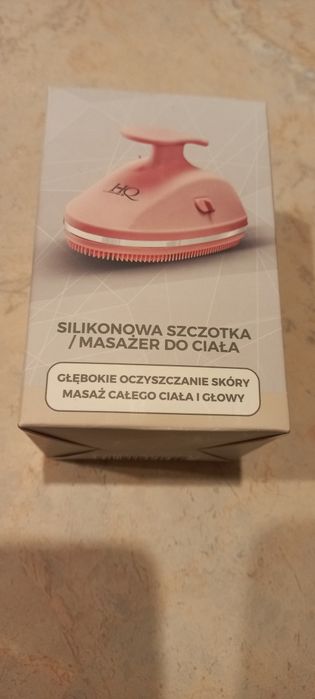 HQ
SILIKONOWA SZCZOTKA
/ MASAŻER DO CIAŁA
GŁĘBOKIE OCZYSZCZANIE SKÓRY
MASAŻ CAŁEGO CIAŁA I GŁOWY